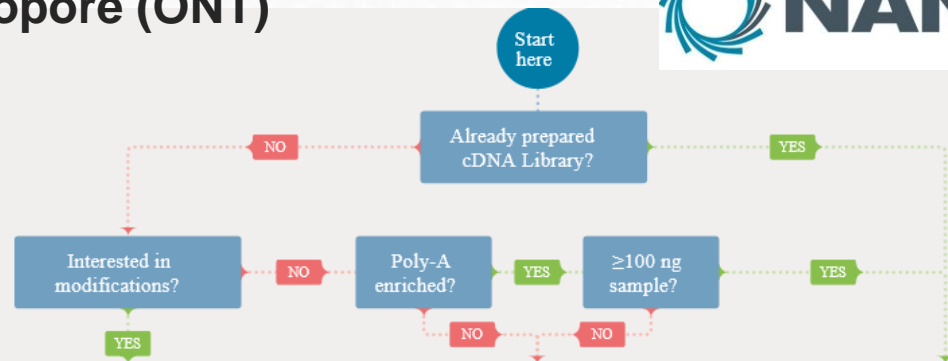 (ONT)
NAN
Start
here
Already prepared
cDNA Library?
NO
YES
Interested in
modifications?
NO
Poly-A
enriched?
YES
≥100 ng
sample?
YES
NO
NO
YES